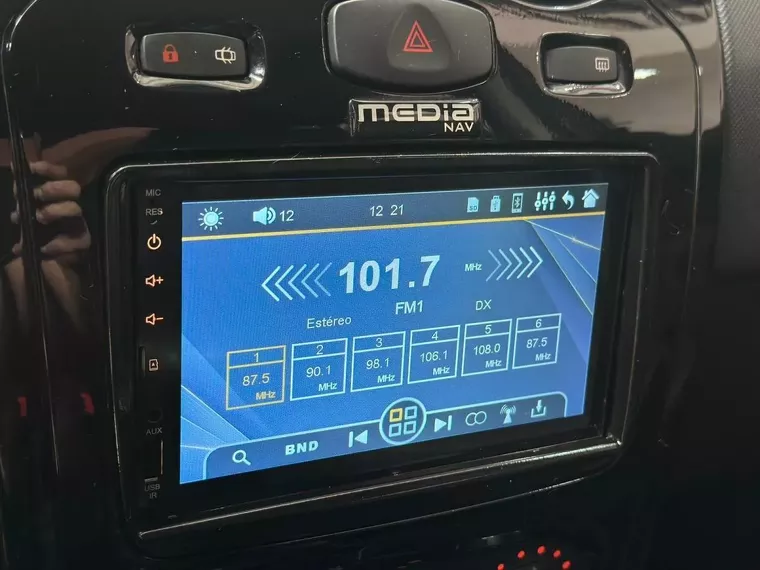 MEDIA
NAV
MIC
RES
12 12 21
101.7 MHz
Estéreo FM1 DX
1 2 3 4 5 6
87.5 90.1 98.1 106.1 108.0 87.5
MHz MHz MHz MHz MHz MHz
BND
AUX
USB
IR